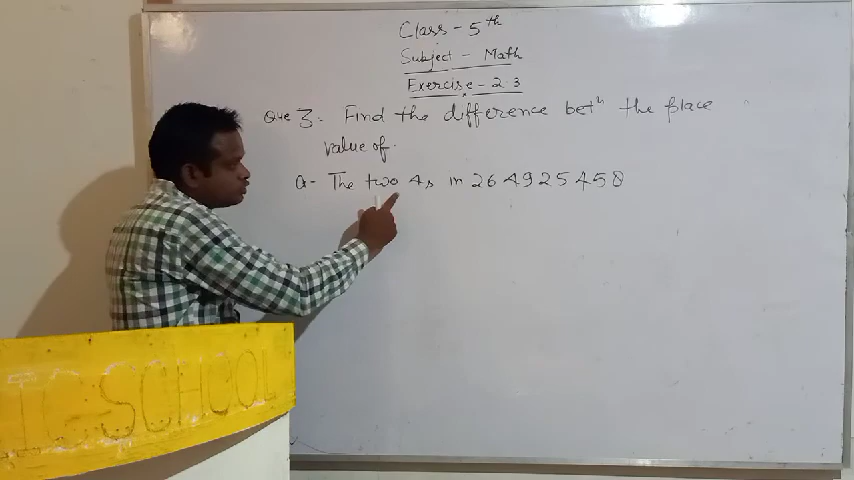 Class - 5th
Subject - Math
Exercise - 2.3
Que 3. Find the difference betn the place
value of.
a- The two 4s in 264925458
IG-SCHOOL